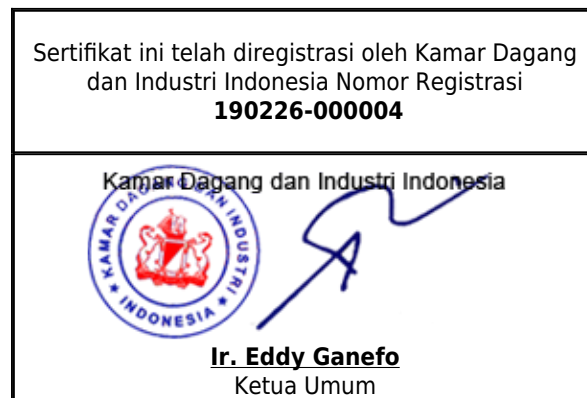 Sertifikat ini telah diregistrasi oleh Kamar Dagang
dan Industri Indonesia Nomor Registrasi
190226-000004
Kamar Dagang dan Industri Indonesia
KAMAR DAGANG DAN INDUSTRI
INDONESIA
Ir. Eddy Ganefo
Ketua Umum